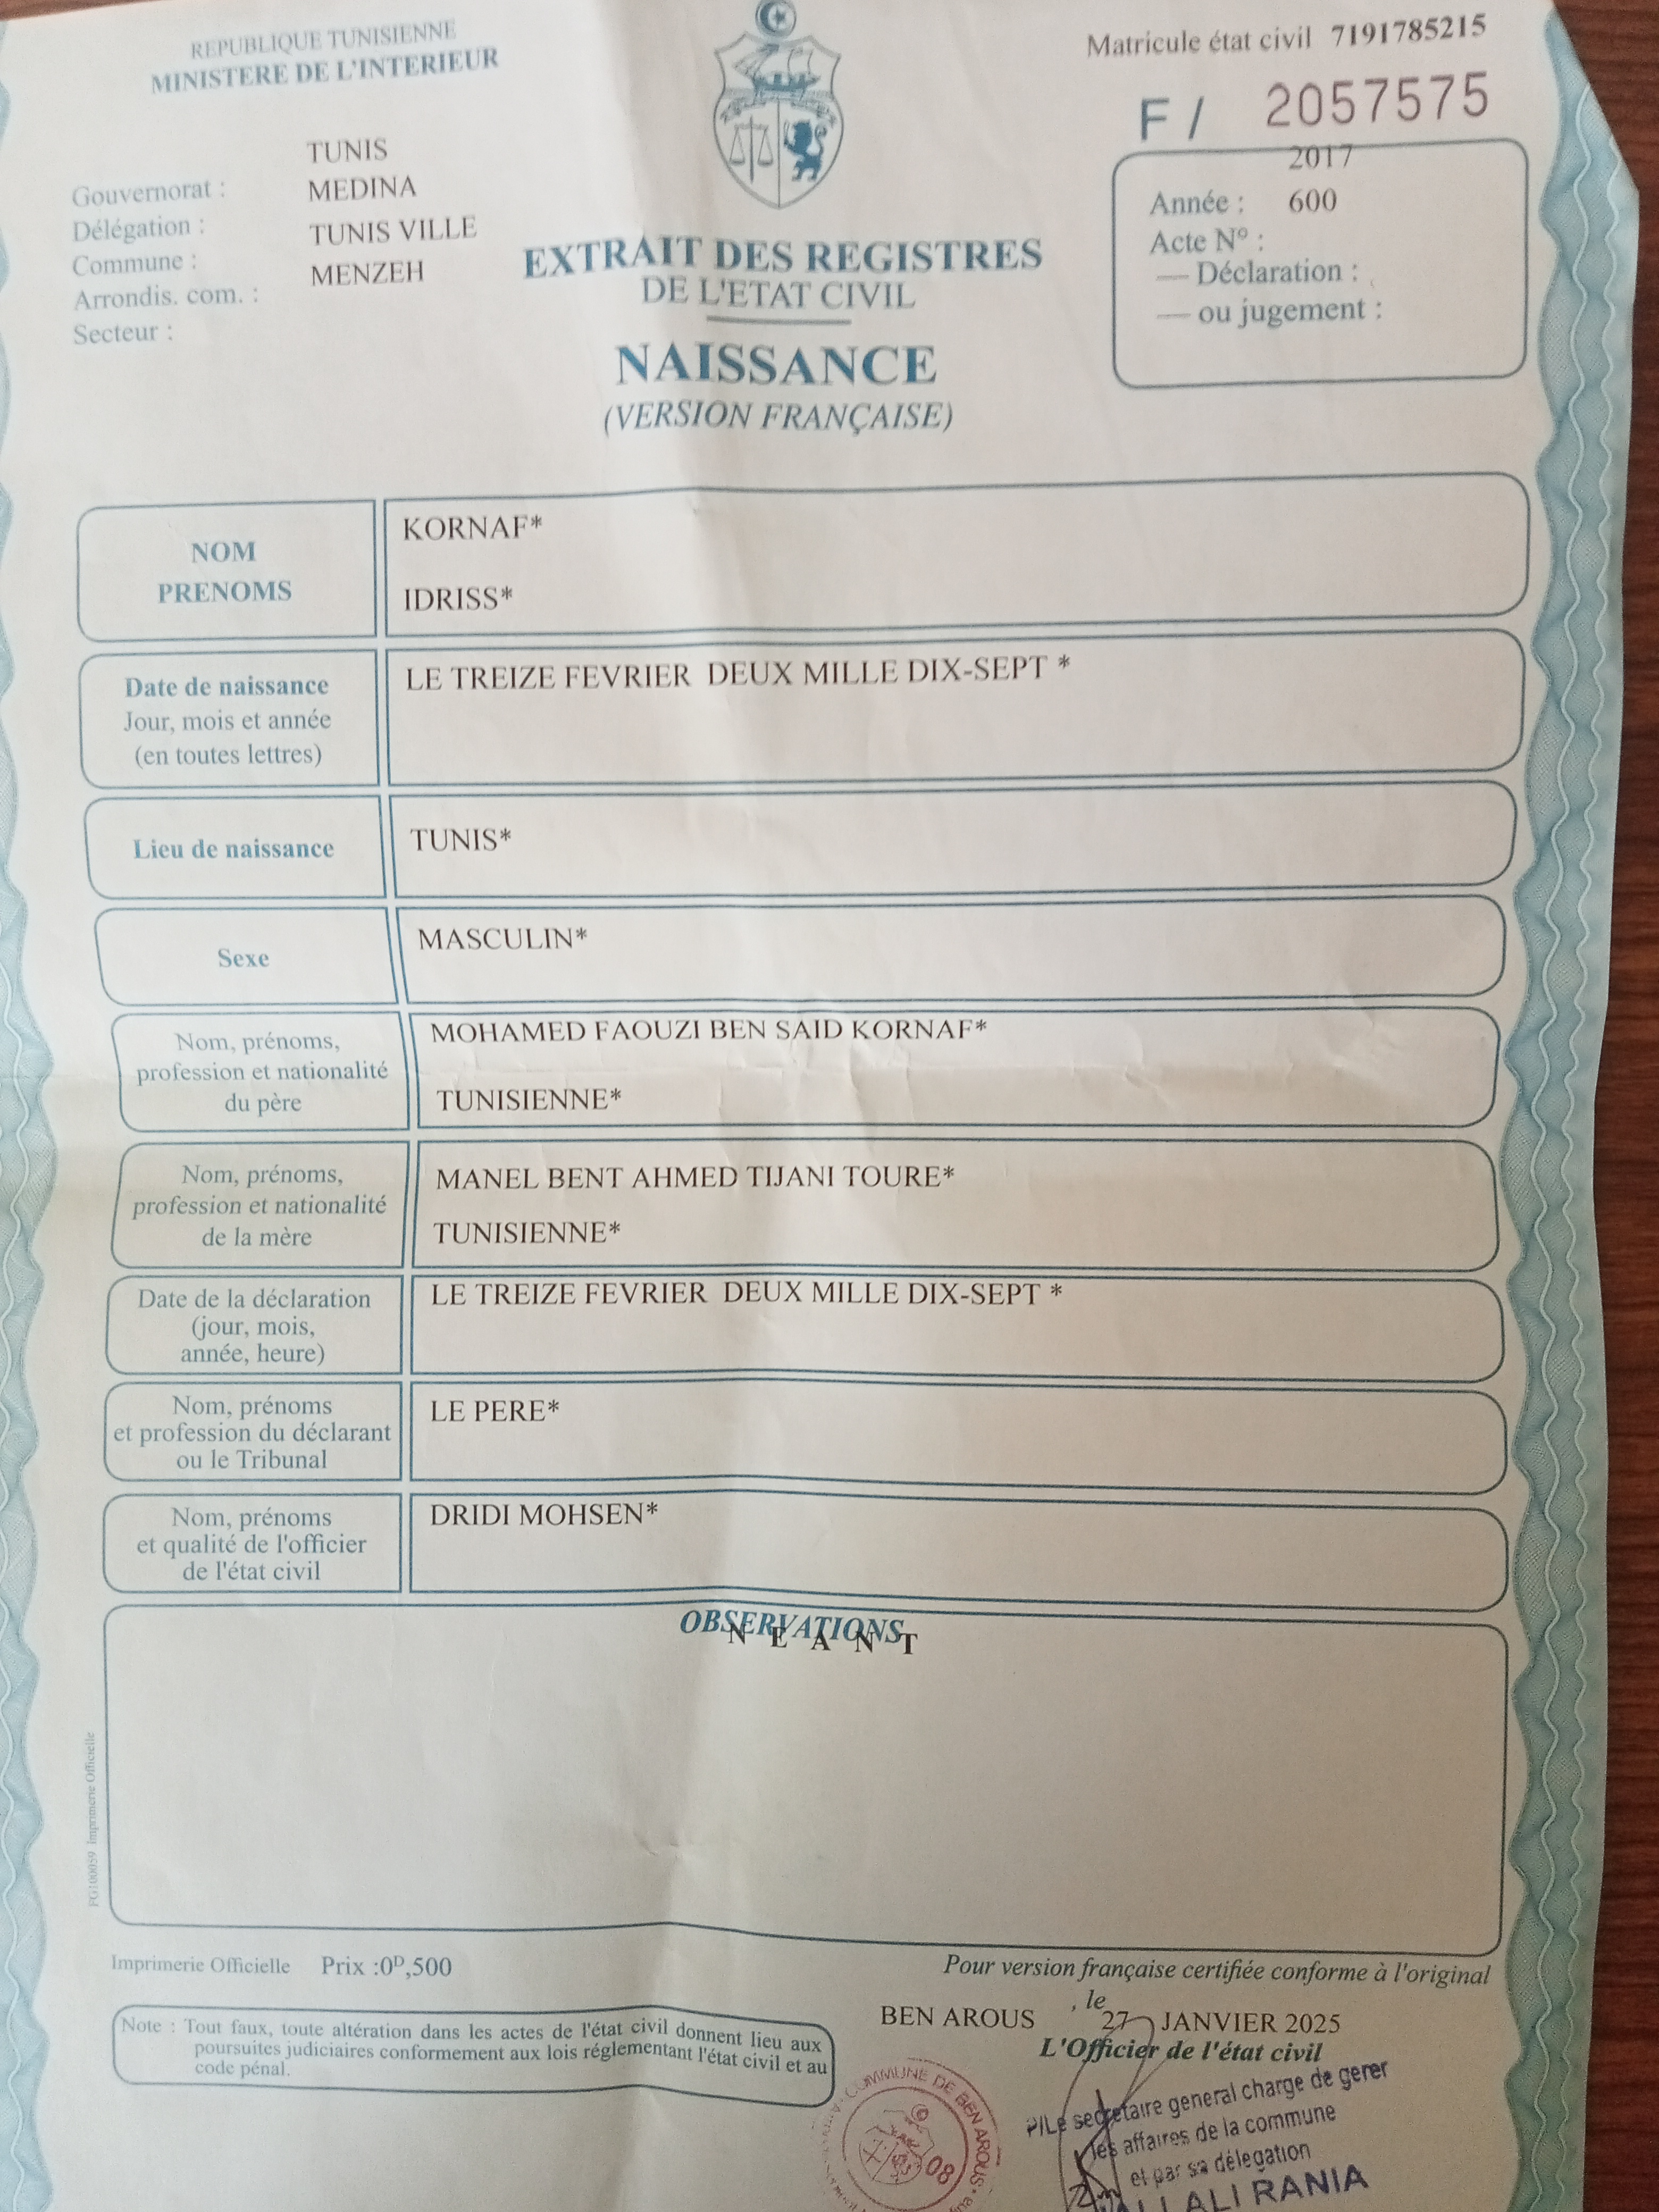 REPUBLIQUE TUNISIENNE
MINISTERE DE L'INTERIEUR
Matricule état civil 7191785215
F / 2057575
TUNIS
Gouvernorat : MEDINA
Délégation : TUNIS VILLE
Commune : MENZEH
Arrondis. com. :
Secteur :
2017
Année : 600
Acte N° :
— Déclaration :
— ou jugement :
EXTRAIT DES REGISTRES
DE L'ETAT CIVIL
NAISSANCE
(VERSION FRANÇAISE)
NOM
PRENOMS
KORNAF*
IDRISS*
Date de naissance
Jour, mois et année
(en toutes lettres)
LE TREIZE FEVRIER DEUX MILLE DIX-SEPT *
Lieu de naissance
TUNIS*
Sexe
MASCULIN*
Nom, prénoms,
profession et nationalité
du père
MOHAMED FAOUZI BEN SAID KORNAF*
TUNISIENNE*
Nom, prénoms,
profession et nationalité
de la mère
MANEL BENT AHMED TIJANI TOURE*
TUNISIENNE*
Date de la déclaration
(jour, mois,
année, heure)
LE TREIZE FEVRIER DEUX MILLE DIX-SEPT *
Nom, prénoms
et profession du déclarant
ou le Tribunal
LE PERE*
Nom, prénoms
et qualité de l'officier
de l'état civil
DRIDI MOHSEN*
OBSERVATIONS
N E A N T
PG100059 Imprimerie Officielle
Imprimerie Officielle Prix :0D,500
Pour version française certifiée conforme à l'original
BEN AROUS , le 27 JANVIER 2025
L'Officier de l'état civil
Note : Tout faux, toute altération dans les actes de l'état civil donnent lieu aux
poursuites judiciaires conformement aux lois réglementant l'état civil et au
code pénal.
COMMUNE DE BEN AROUS
08
P/Le secretaire general charge de gerer
les affaires de la commune
et par sa délegation
RANIA